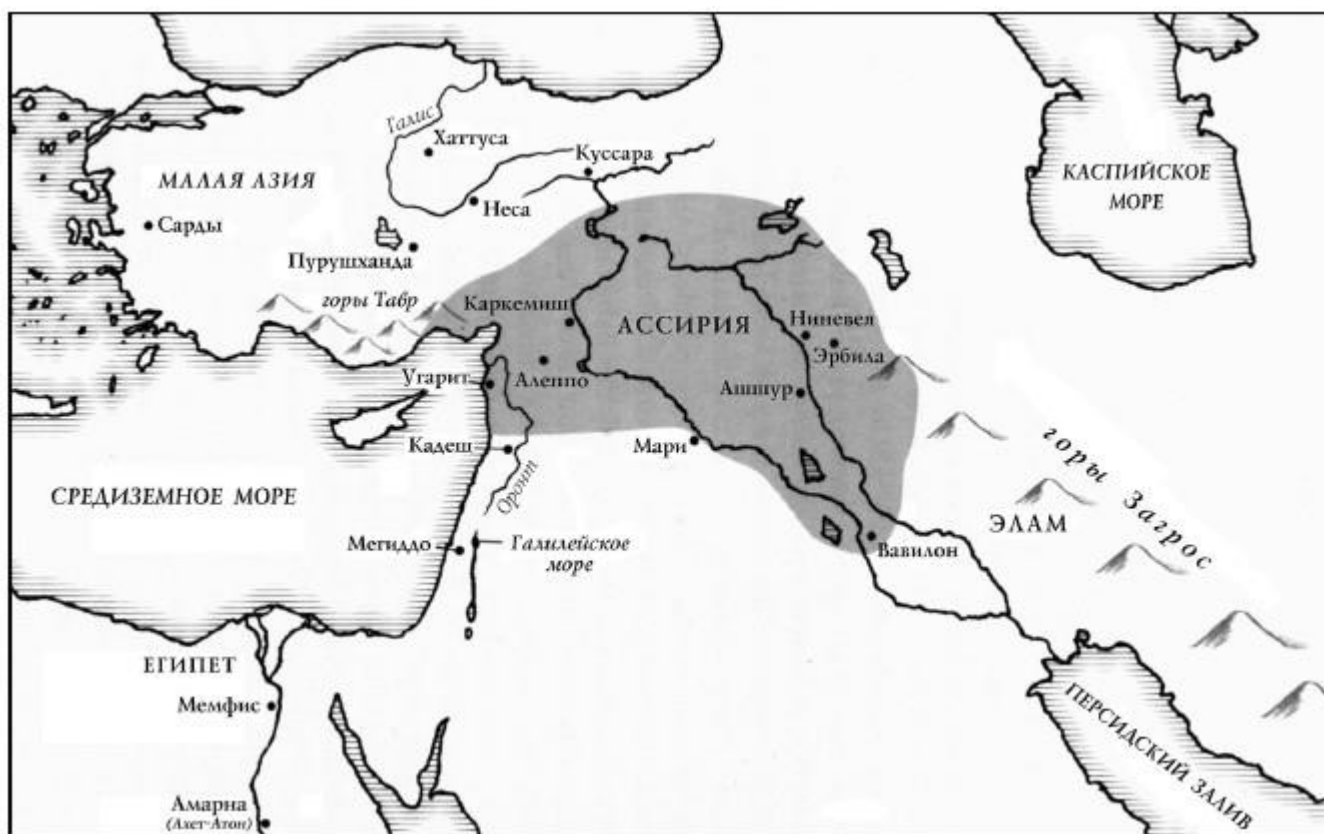 Галис
Хаттуса
Куссара
МАЛАЯ АЗИЯ
КАСПИЙСКОЕ
МОРЕ
Неса
Сарды
Пурушханда
горы Тавр
Каркемиш
АССИРИЯ
Ниневел
Эрбила
Угарит
Алеппо
Ашшур
Кадеш
Мари
горы Загрос
СРЕДИЗЕМНОЕ МОРЕ
Оронт
ЭЛАМ
Мегиддо
Галилейское
море
Вавилон
ЕГИПЕТ
Мемфис
ПЕРСИДСКИЙ ЗАЛИВ
Амарна
(Ахет-Атон)